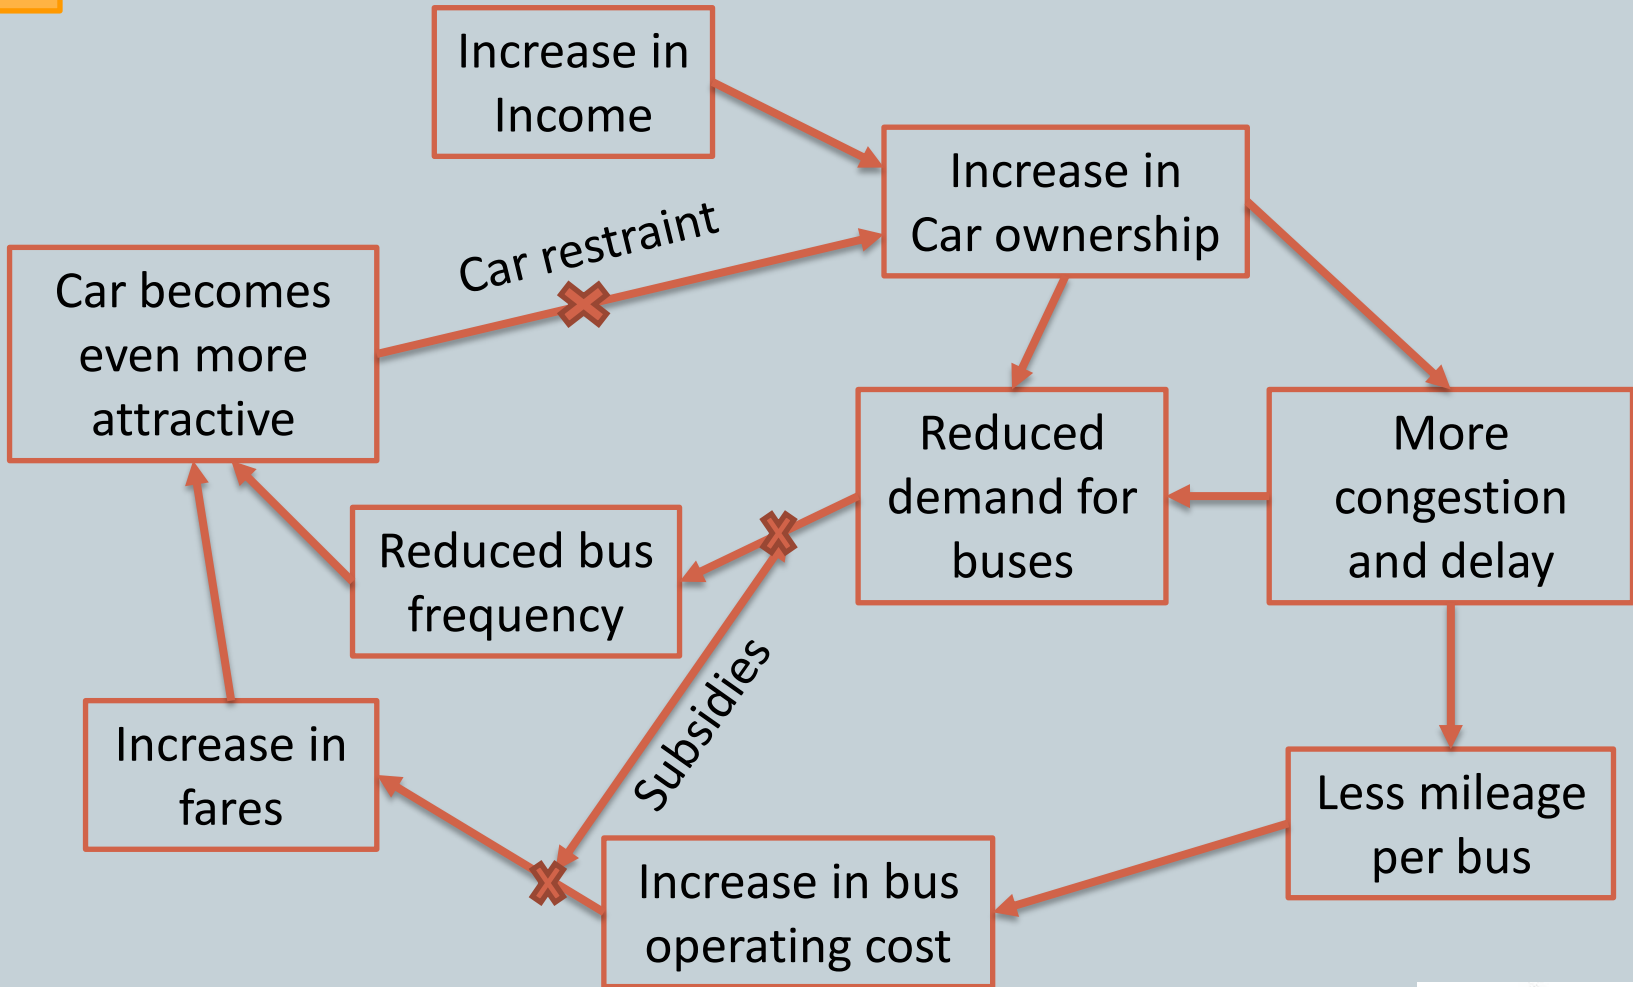 Increase in
Income
Increase in
Car ownership
Car restraint
Car becomes
even more
attractive
Reduced
demand for
buses
More
congestion
and delay
Reduced bus
frequency
Subsidies
Increase in
fares
Less mileage
per bus
Increase in bus
operating cost